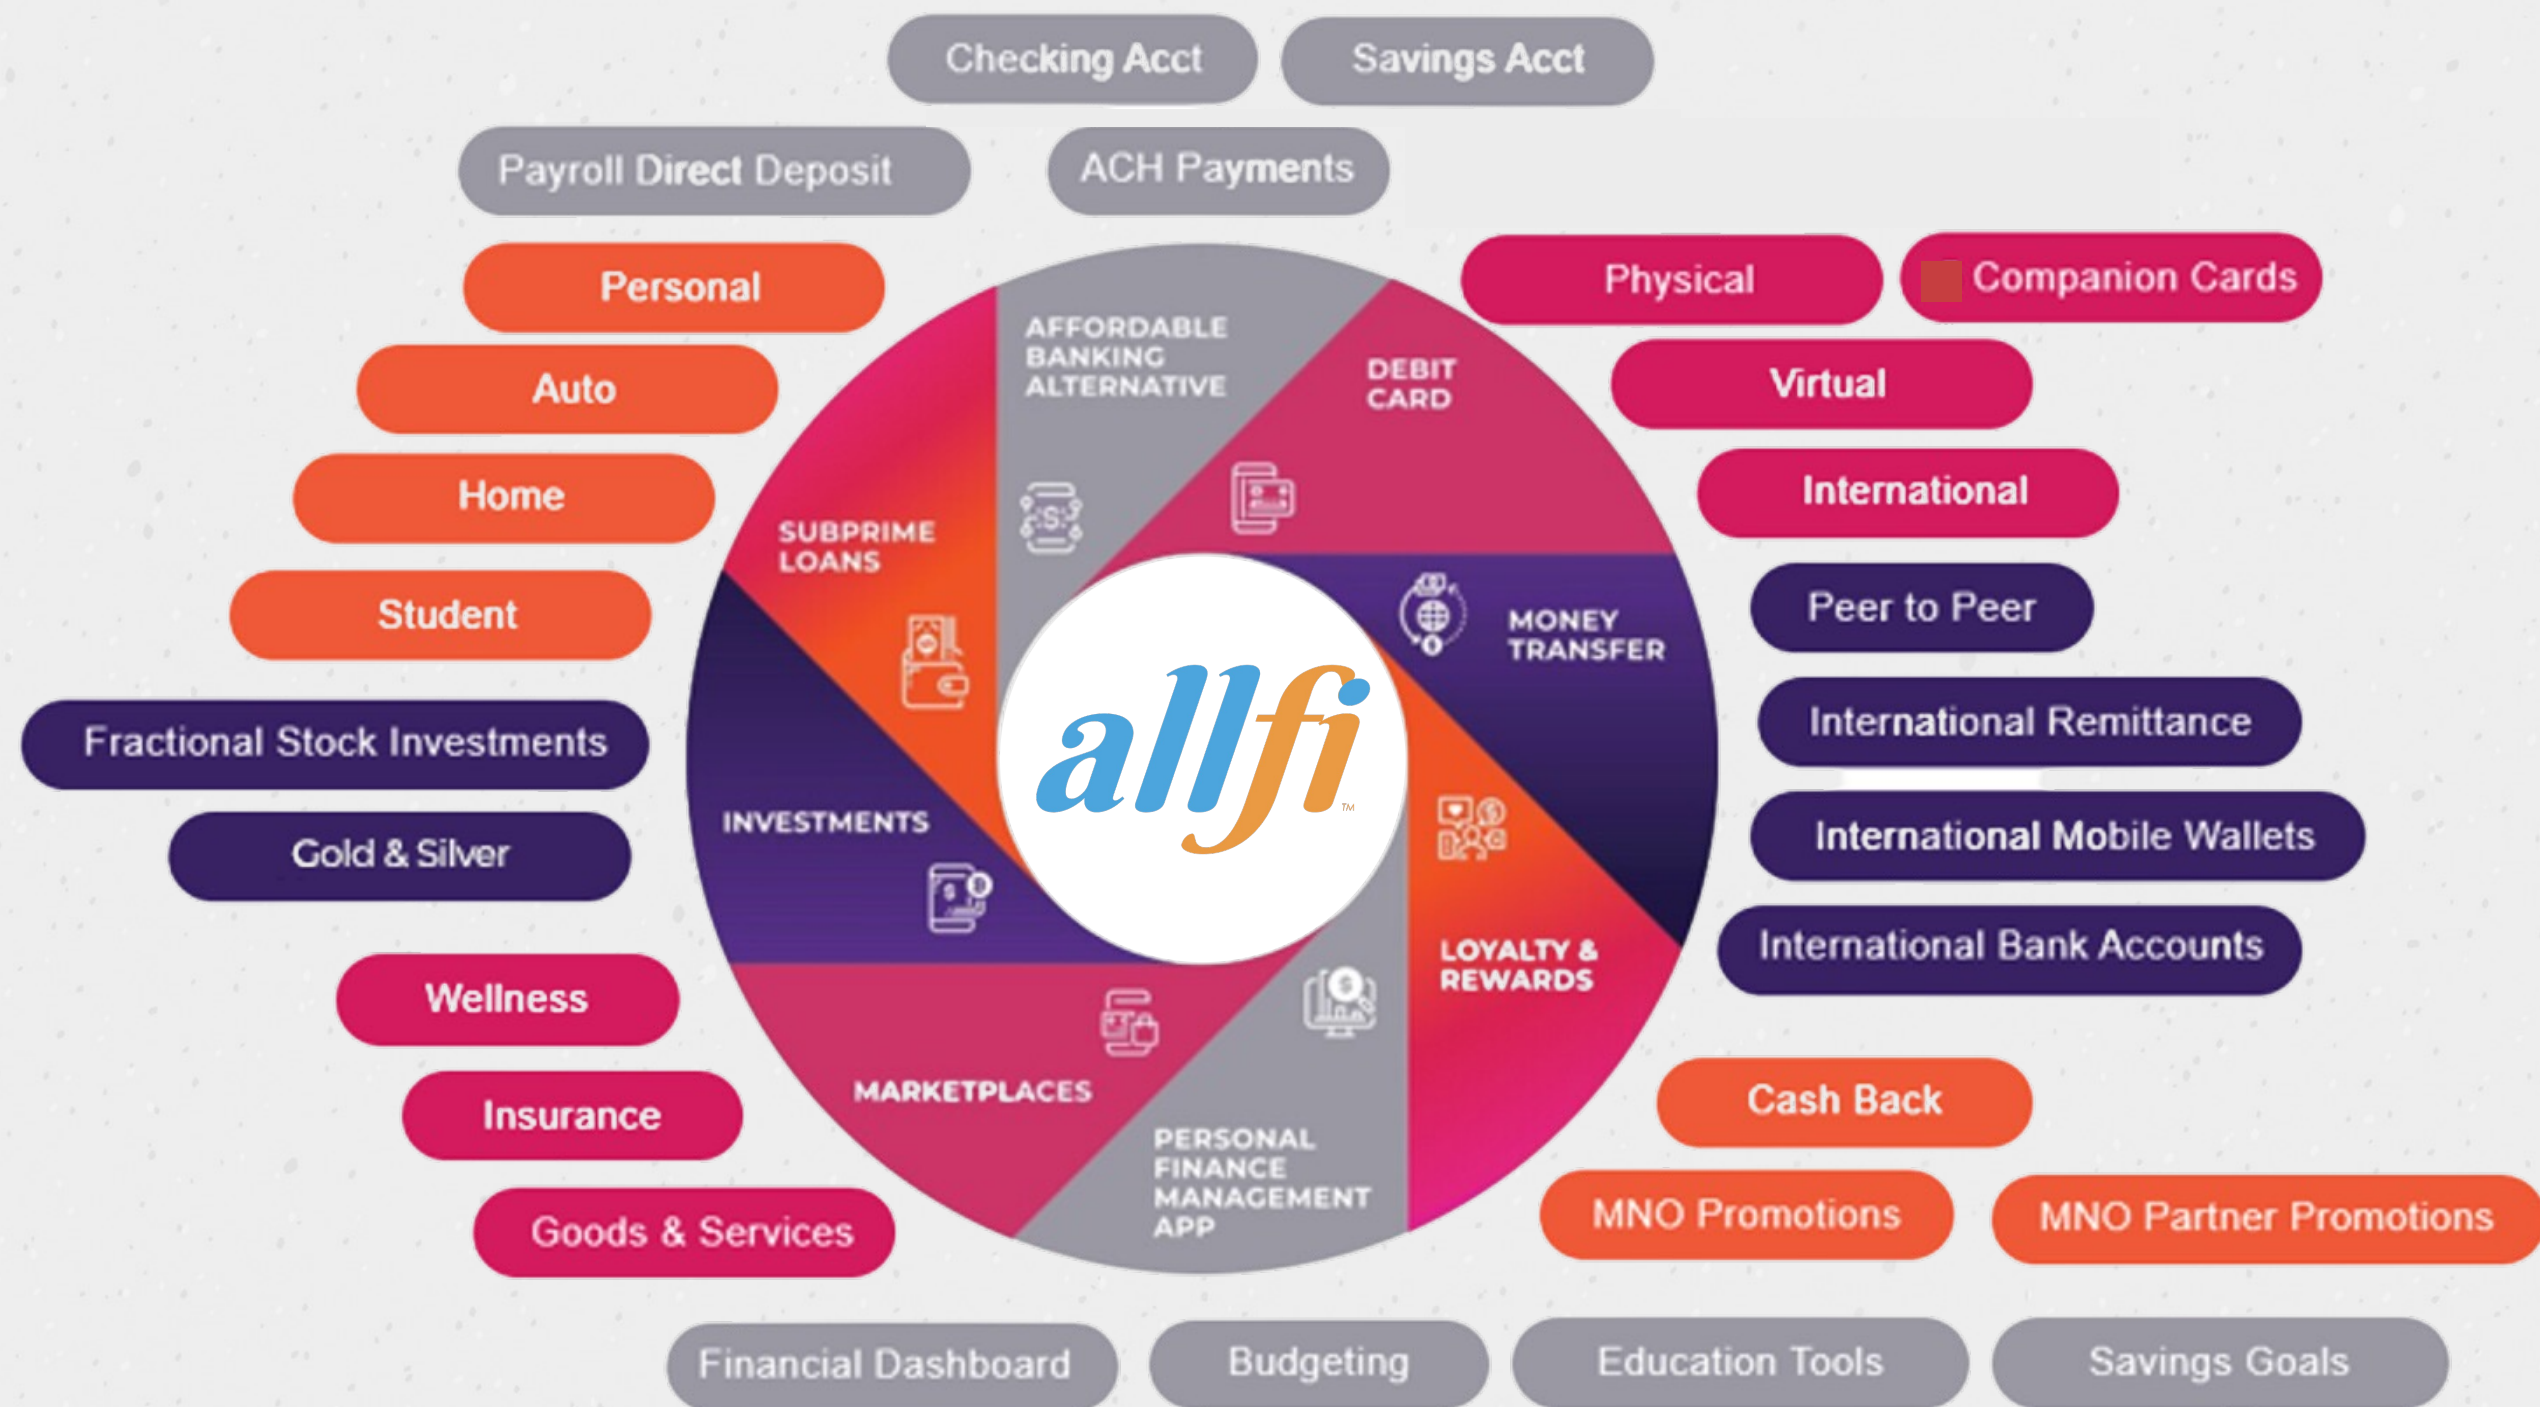 Checking Acct
Savings Acct
Payroll Direct Deposit
ACH Payments
Personal
Auto
Home
Student
Fractional Stock Investments
Gold & Silver
Wellness
Insurance
Goods & Services
AFFORDABLE
BANKING
ALTERNATIVE
DEBIT
CARD
SUBPRIME
LOANS
MONEY
TRANSFER
allfi
TM
INVESTMENTS
LOYALTY &
REWARDS
MARKETPLACES
PERSONAL
FINANCE
MANAGEMENT
APP
Physical
Companion Cards
Virtual
International
Peer to Peer
International Remittance
International Mobile Wallets
International Bank Accounts
Cash Back
MNO Promotions
MNO Partner Promotions
Financial Dashboard
Budgeting
Education Tools
Savings Goals